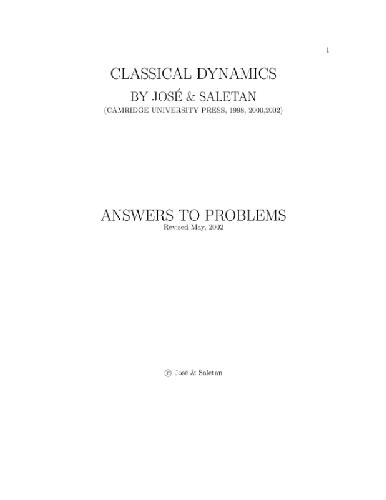 1
CLASSICAL DYNAMICS
BY JOSÉ & SALETAN
(CAMBRIDGE UNIVERSITY PRESS, 1998, 2000,2002)
ANSWERS TO PROBLEMS
Revised May, 2002
© José & Saletan